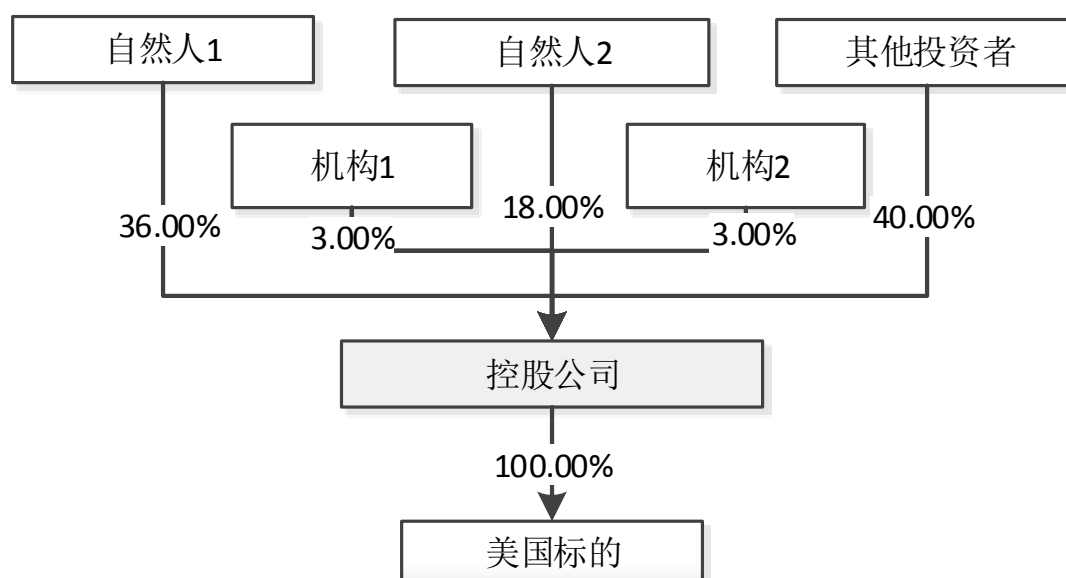 自然人1
自然人2
其他投资者
机构1
机构2
36.00%
3.00%
18.00%
3.00%
40.00%
控股公司
100.00%
美国标的